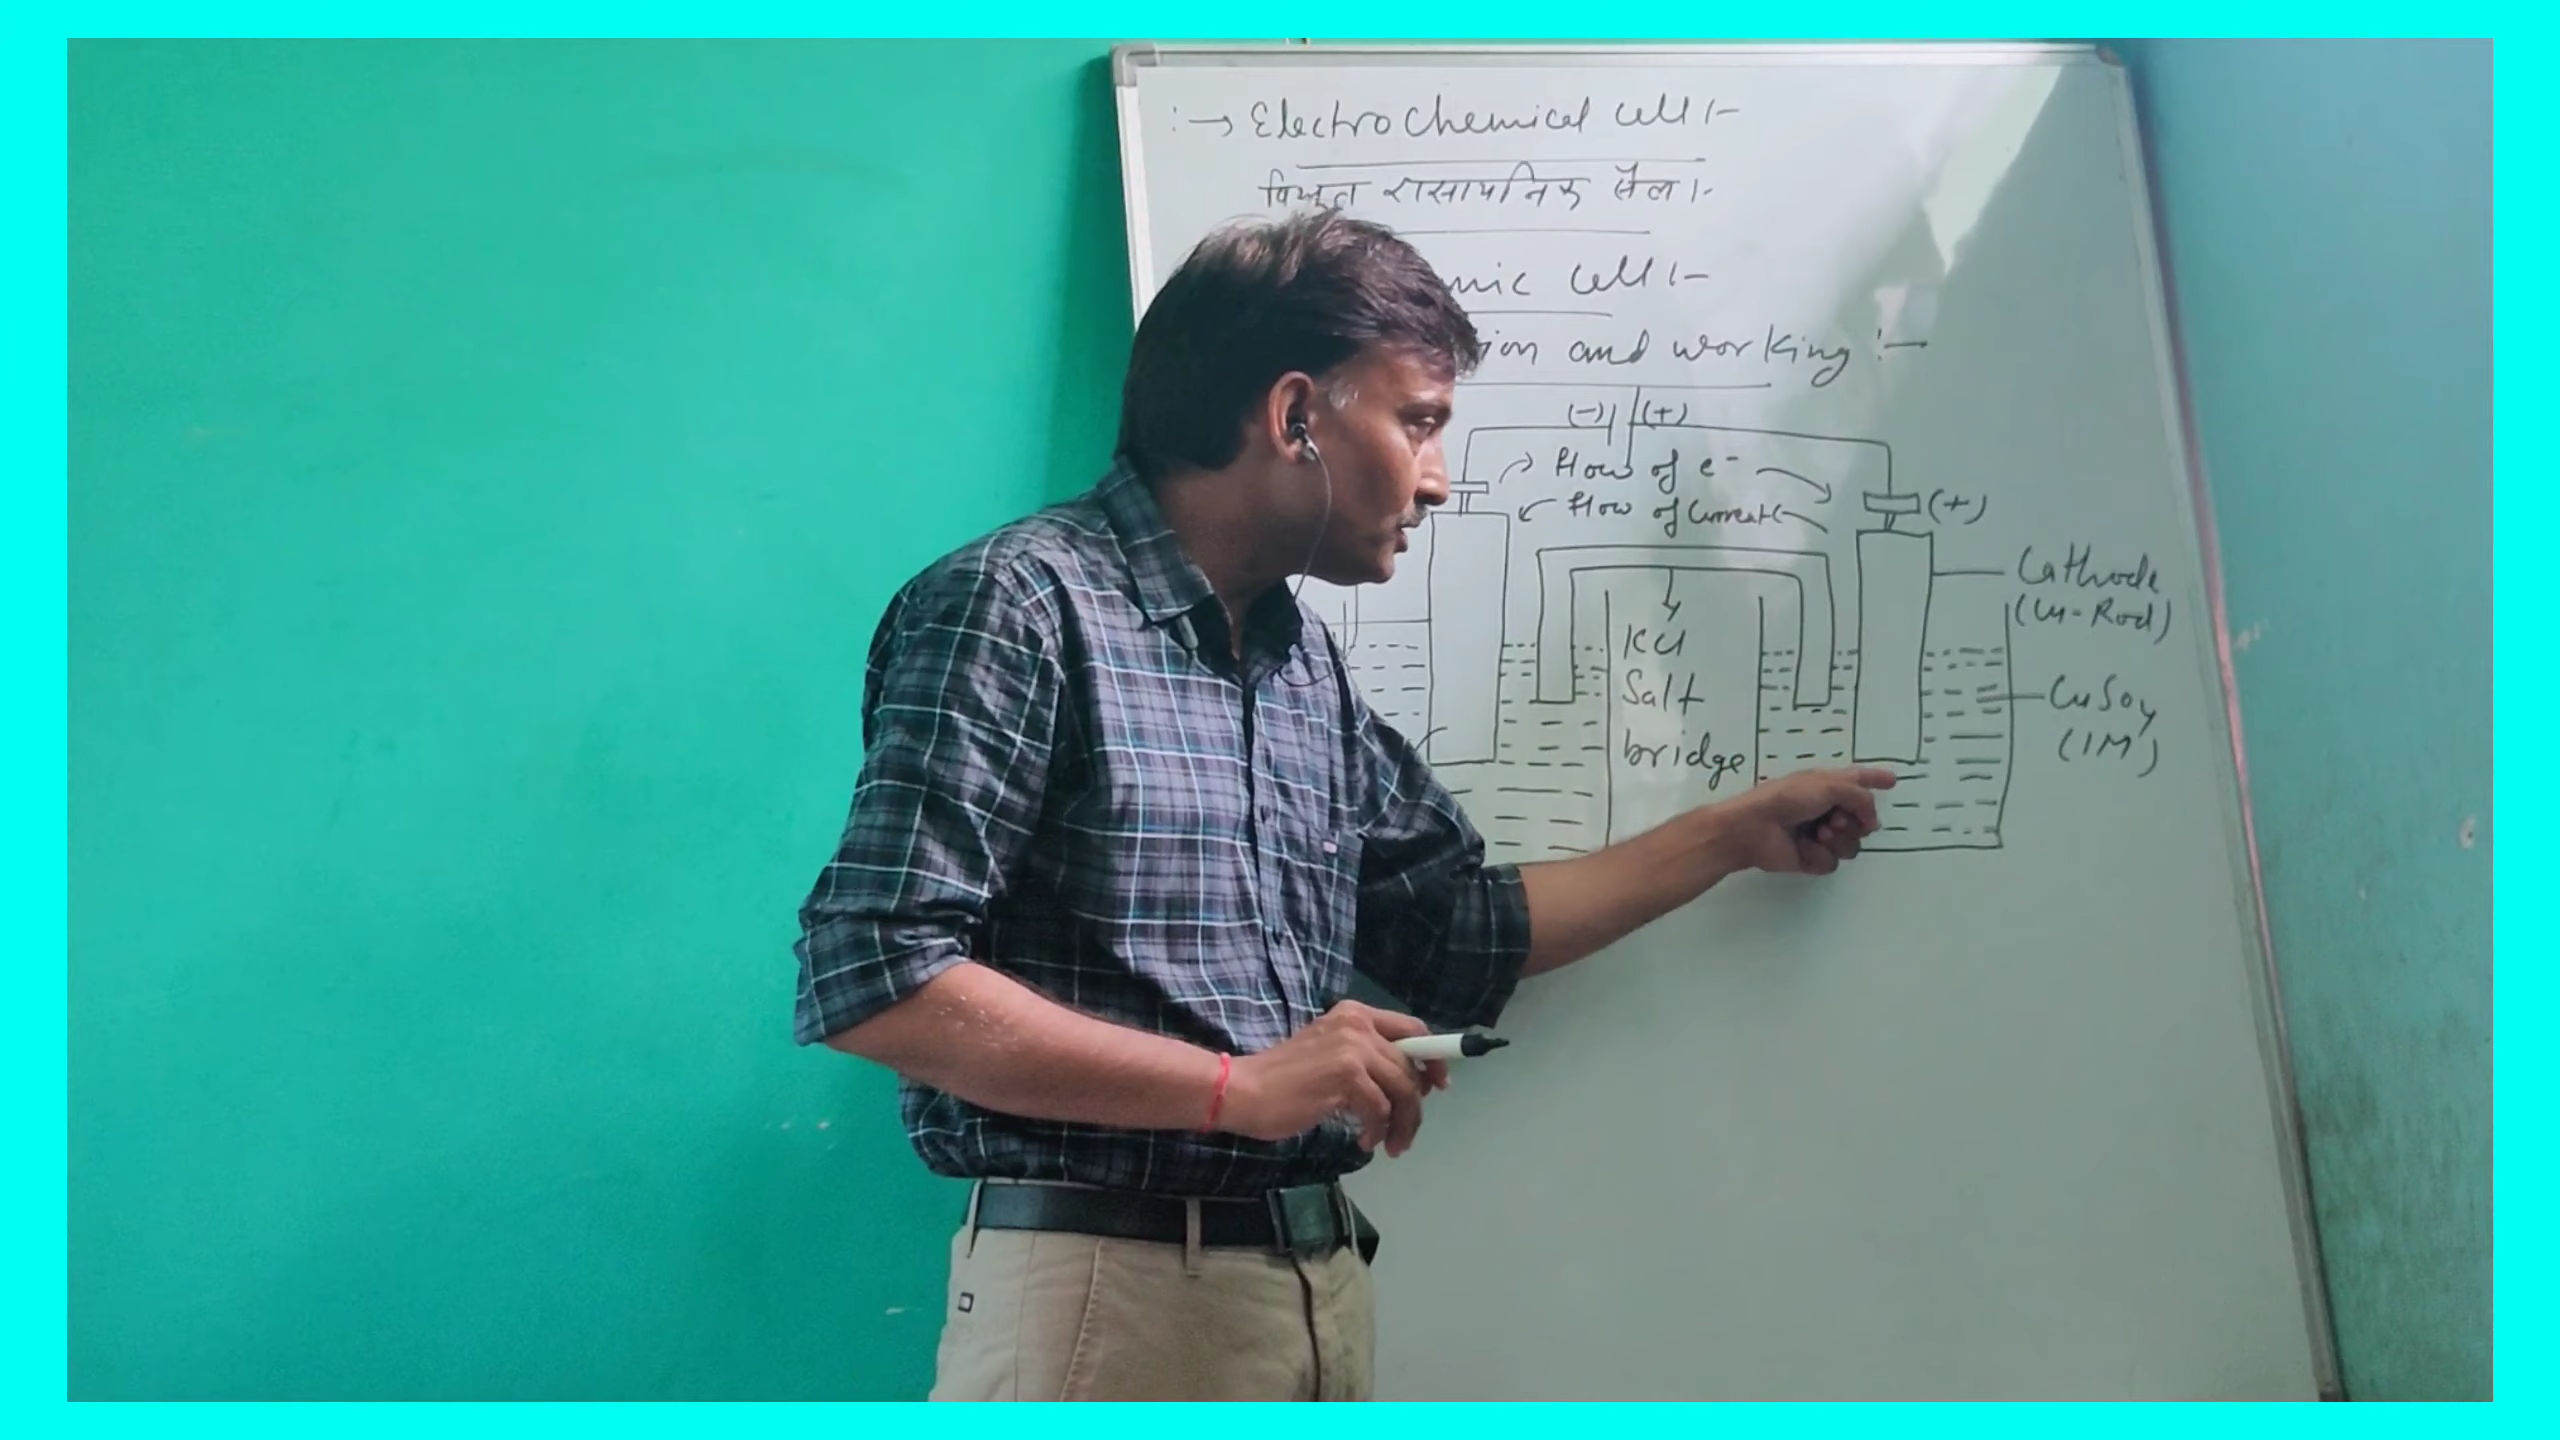 :→ Electrochemical cell :-
विद्युत रासायनिक सैल :-
mic cell :-
ion and working :-
(-) (+)
flow of e-
(+)
flow of current
Cathode
(Cu-Rod)
KCl
Salt
bridge
CuSO4
(1M)